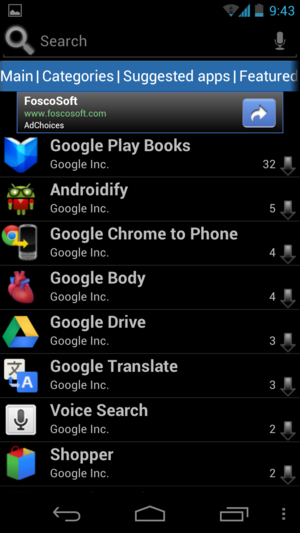 9:43
Search
Main|Categories|Suggested apps|Featured
FoscoSoft
www.foscosoft.com
AdChoices
Google Play Books
Google Inc. 32
Androidify
Google Inc. 5
Google Chrome to Phone
Google Inc. 4
Google Body
Google Inc. 4
Google Drive
Google Inc. 3
Google Translate
Google Inc. 3
Voice Search
Google Inc. 2
Shopper
Google Inc. 2